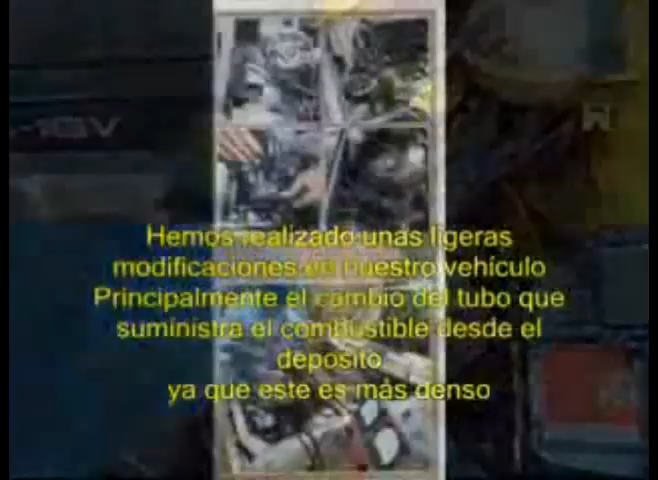 -16V
Hemos realizado unas ligeras
modificaciones en nuestro vehículo
Principalmente el cambio del tubo que
suministra el combustible desde el
deposito
ya que este es más denso